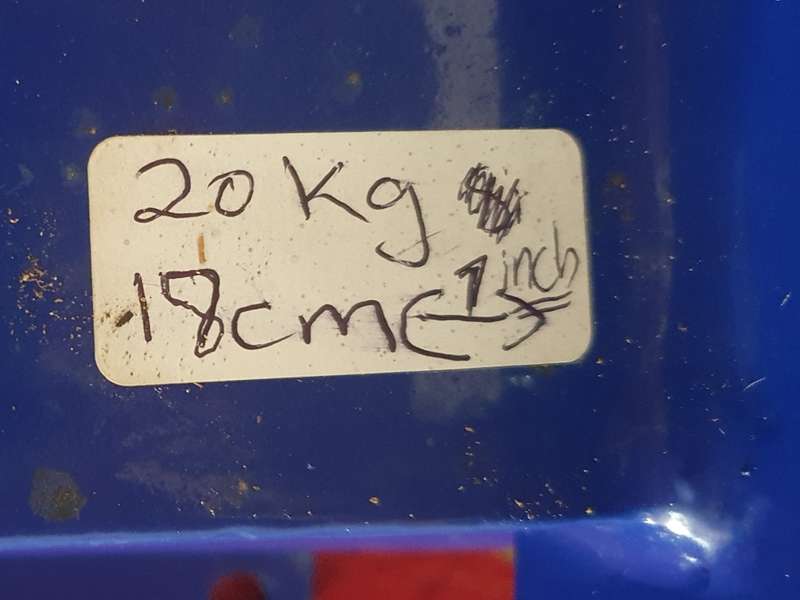 20 Kg
18cm (-1 inch)